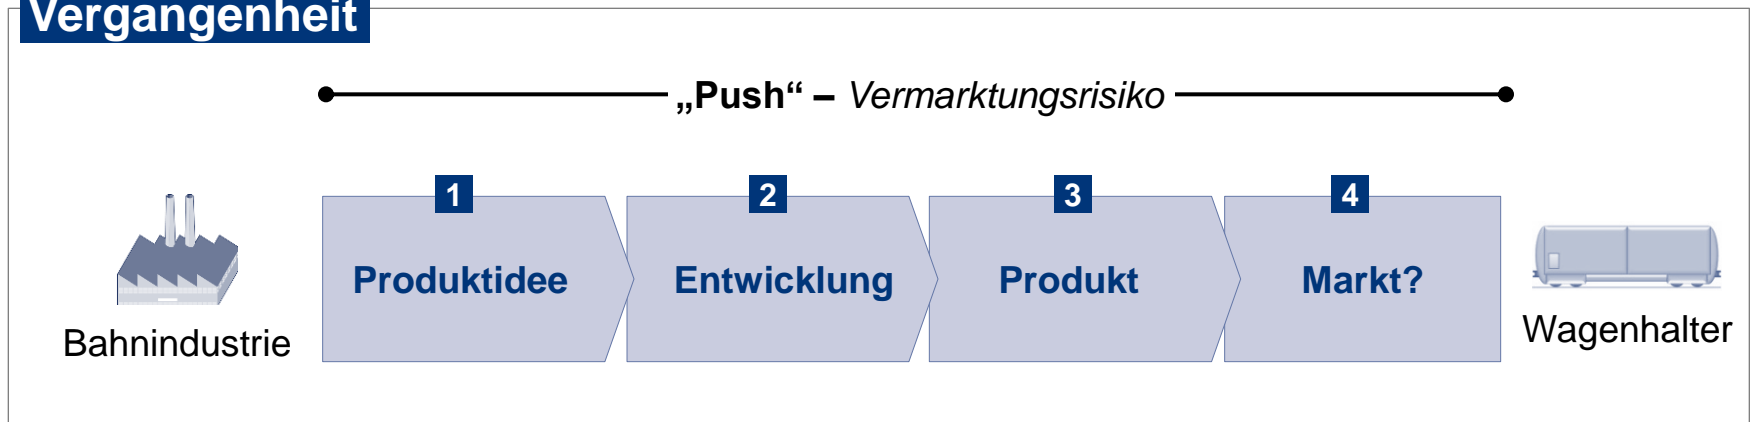 Vergangenheit
„Push“ – Vermarktungsrisiko
1
2
3
4
Produktidee
Entwicklung
Produkt
Markt?
Bahnindustrie
Wagenhalter